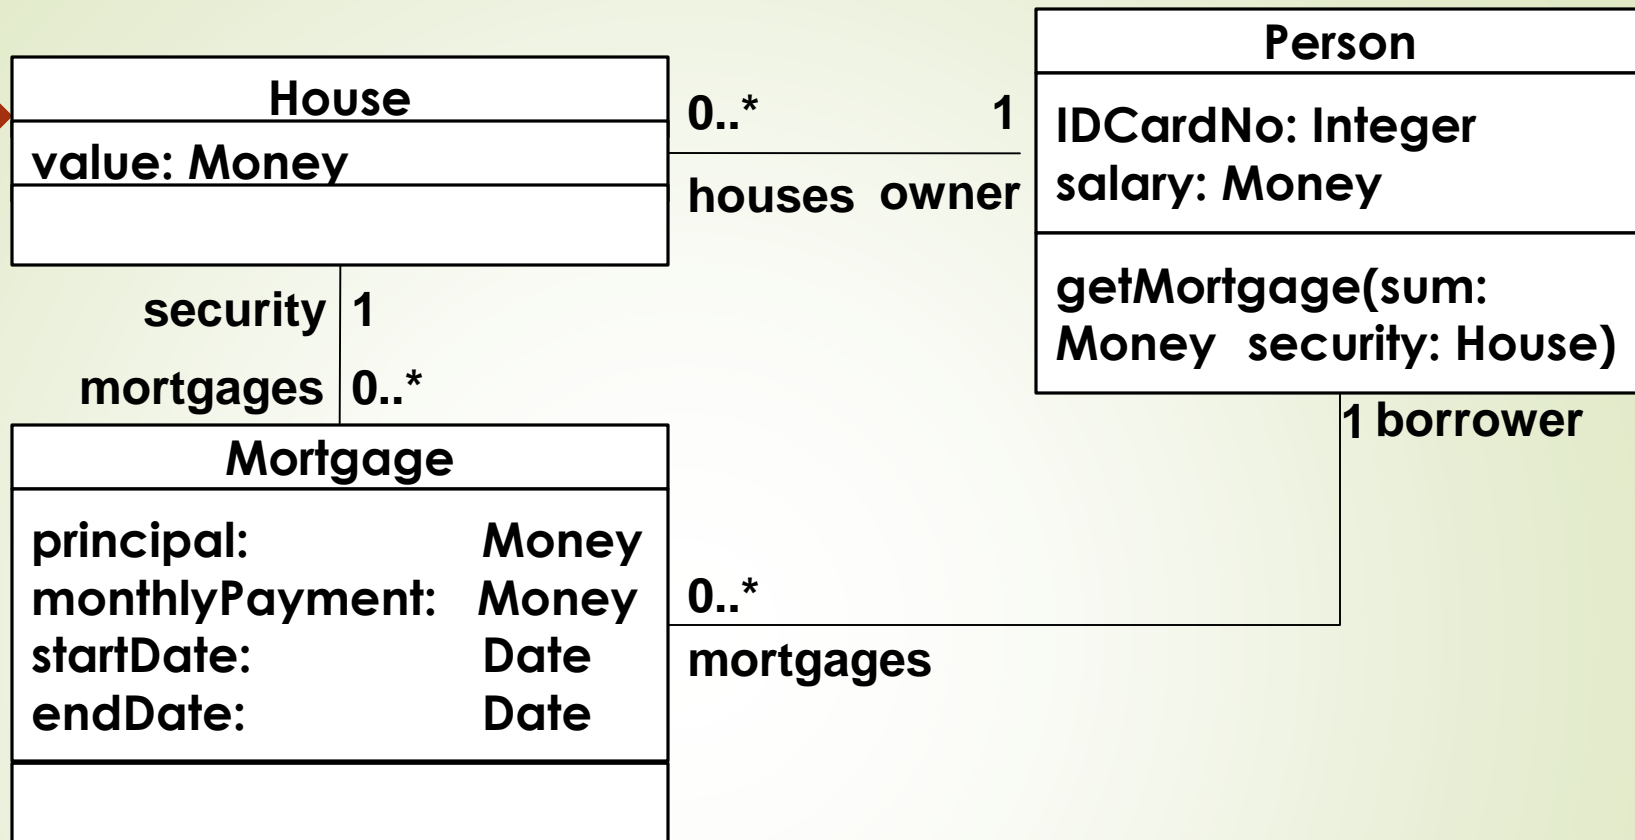 House
value: Money
0..* 1
houses owner
Person
IDCardNo: Integer
salary: Money
getMortgage(sum:
Money security: House)
security 1
mortgages 0..*
1 borrower
Mortgage
principal: Money
monthlyPayment: Money
startDate: Date
endDate: Date
0..*
mortgages